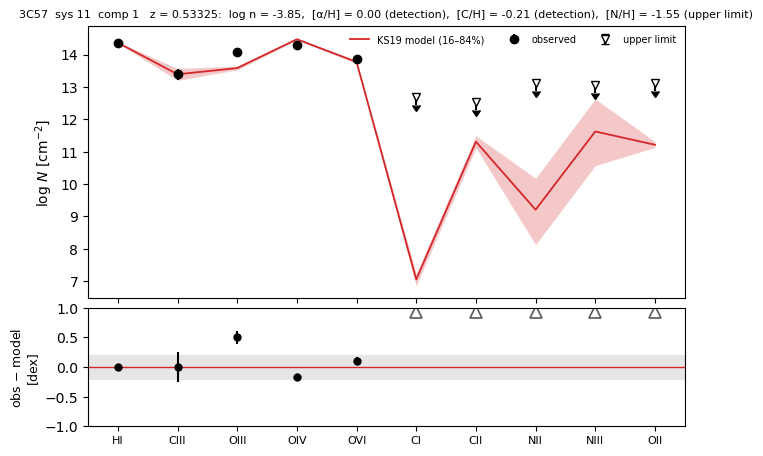 3C57  sys 11  comp 1   z = 0.53325:  log n = -3.85,  [α/H] = 0.00 (detection),  [C/H] = -0.21 (detection),  [N/H] = -1.55 (upper limit)
KS19 model (16–84%)
observed
upper limit
14
13
12
11
10
9
8
7
log N [cm⁻²]
1.0
0.5
0.0
−0.5
−1.0
obs − model
[dex]
HI CIII OIII OIV OVI CI CII NII NIII OII